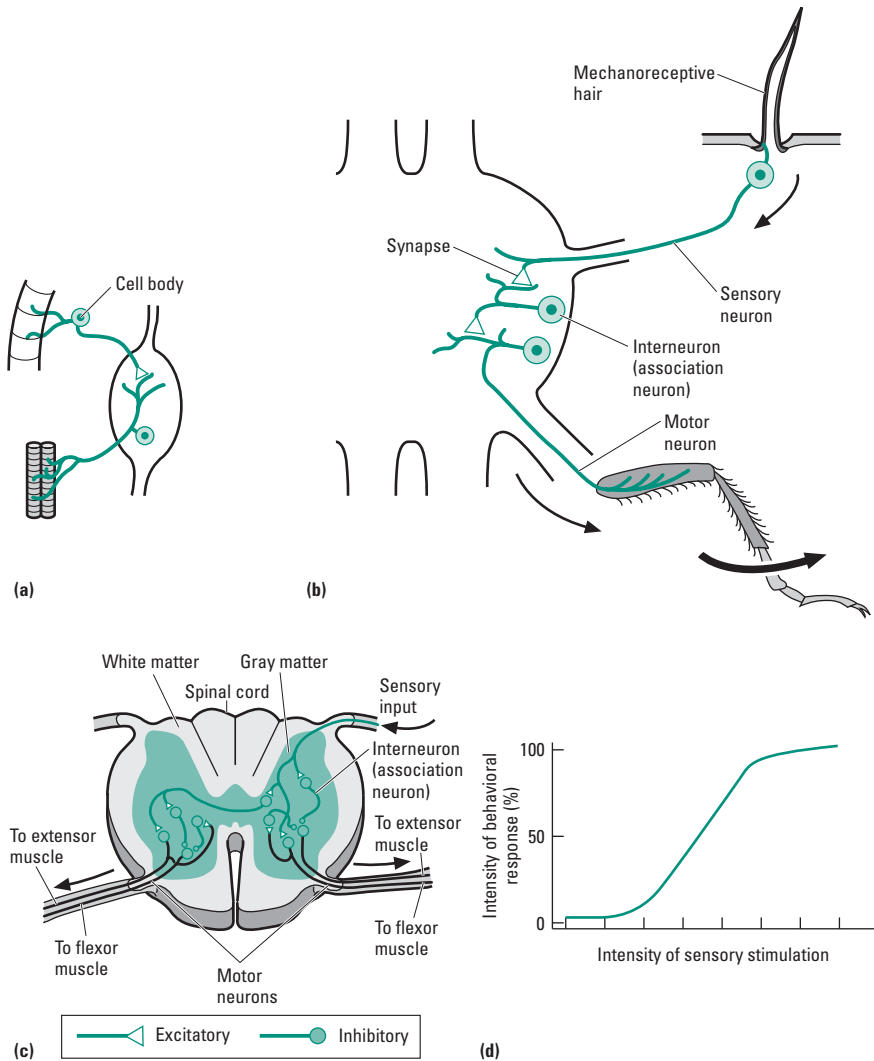 Mechanoreceptive
hair
Synapse
Cell body
Sensory
neuron
Interneuron
(association
neuron)
Motor
neuron
(a)
(b)
White matter
Gray matter
Spinal cord
Sensory
input
Interneuron
(association
neuron)
To extensor
muscle
To extensor
muscle
To flexor
muscle
To flexor
muscle
Motor
neurons
(c)
Excitatory
Inhibitory
Intensity of behavioral
response (%)
100
50
0
Intensity of sensory stimulation
(d)